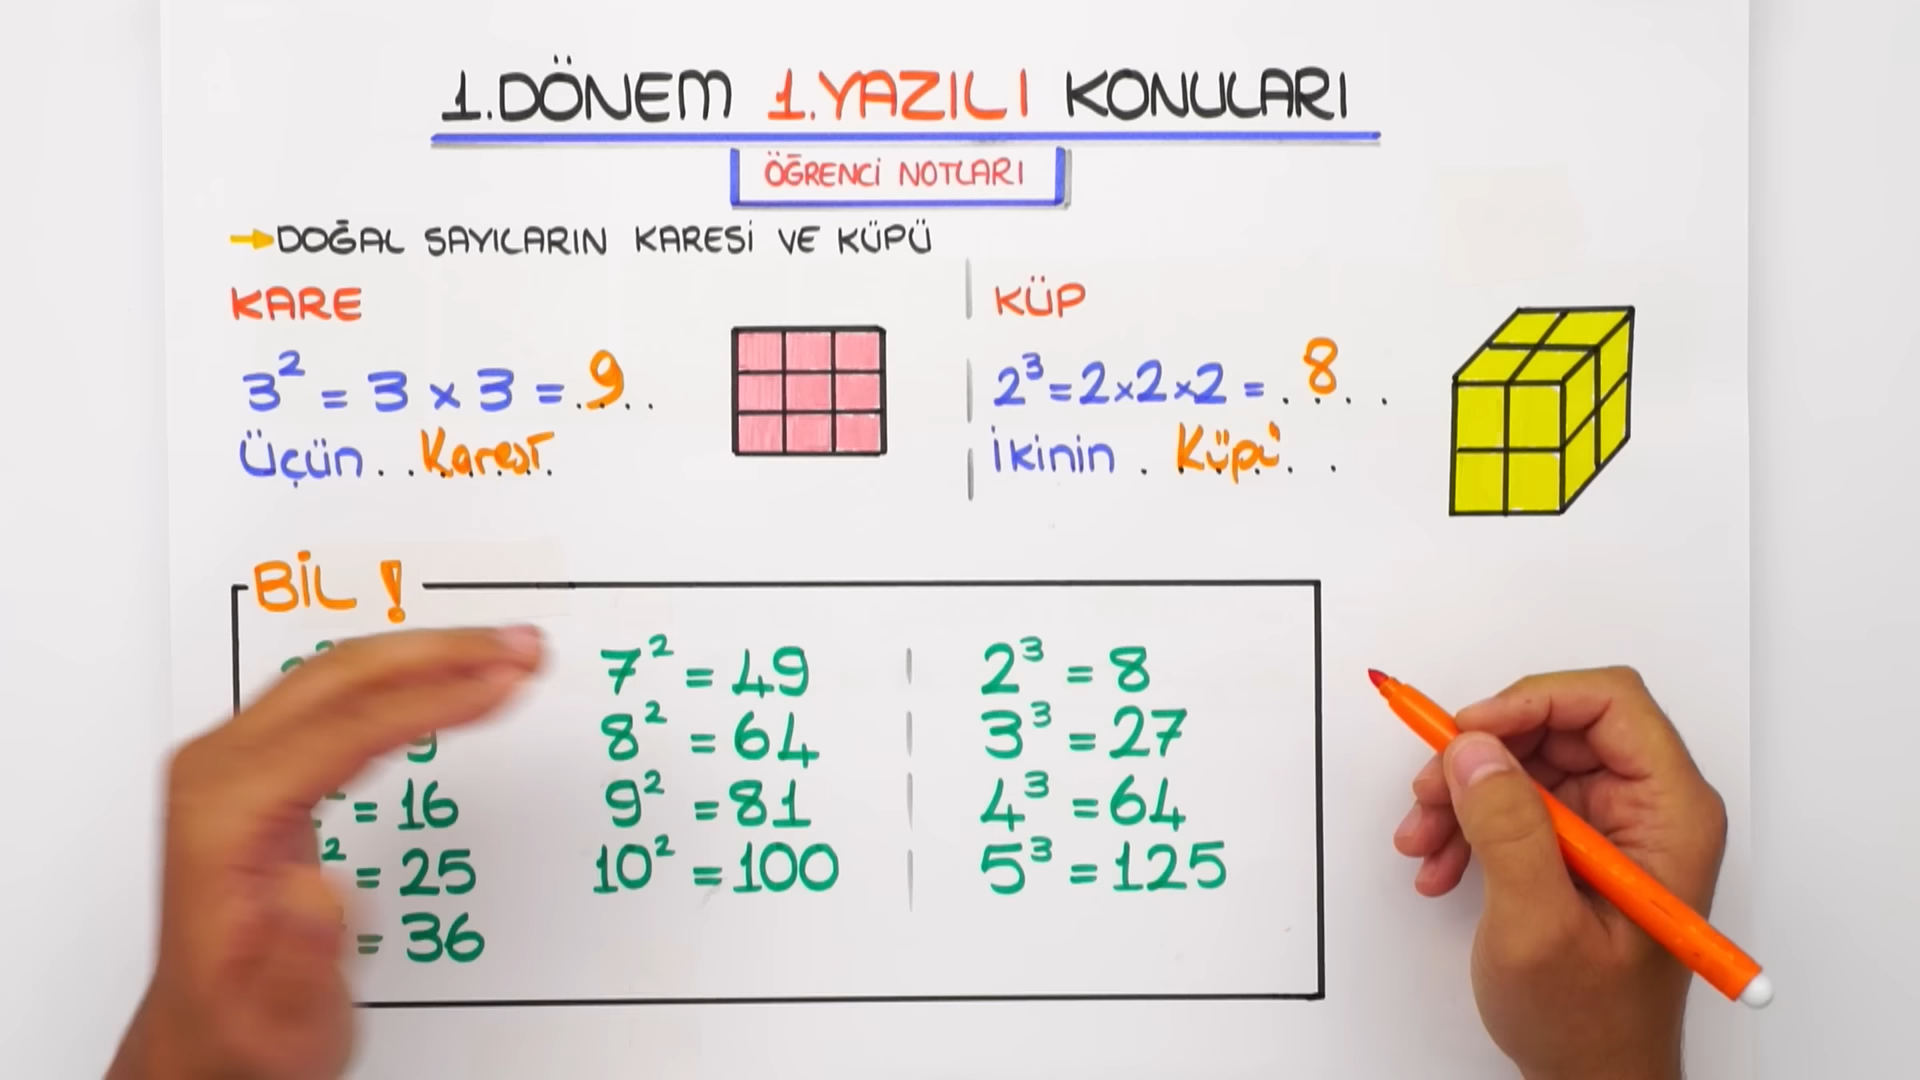 1.DÖNEM 1.YAZILI KONULARI
ÖĞRENCİ NOTLARI
DOĞAL SAYILARIN KARESİ VE KÜPÜ
KARE
3² = 3 x 3 = .9. .
Üçün . . Karesi .
KÜP
2³ = 2x2x2 = . 8 . .
İkinin . Küpü . .
BİL !
9
= 16
² = 25
= 36
7² = 49
8² = 64
9² = 81
10² = 100
2³ = 8
3³ = 27
4³ = 64
5³ = 125